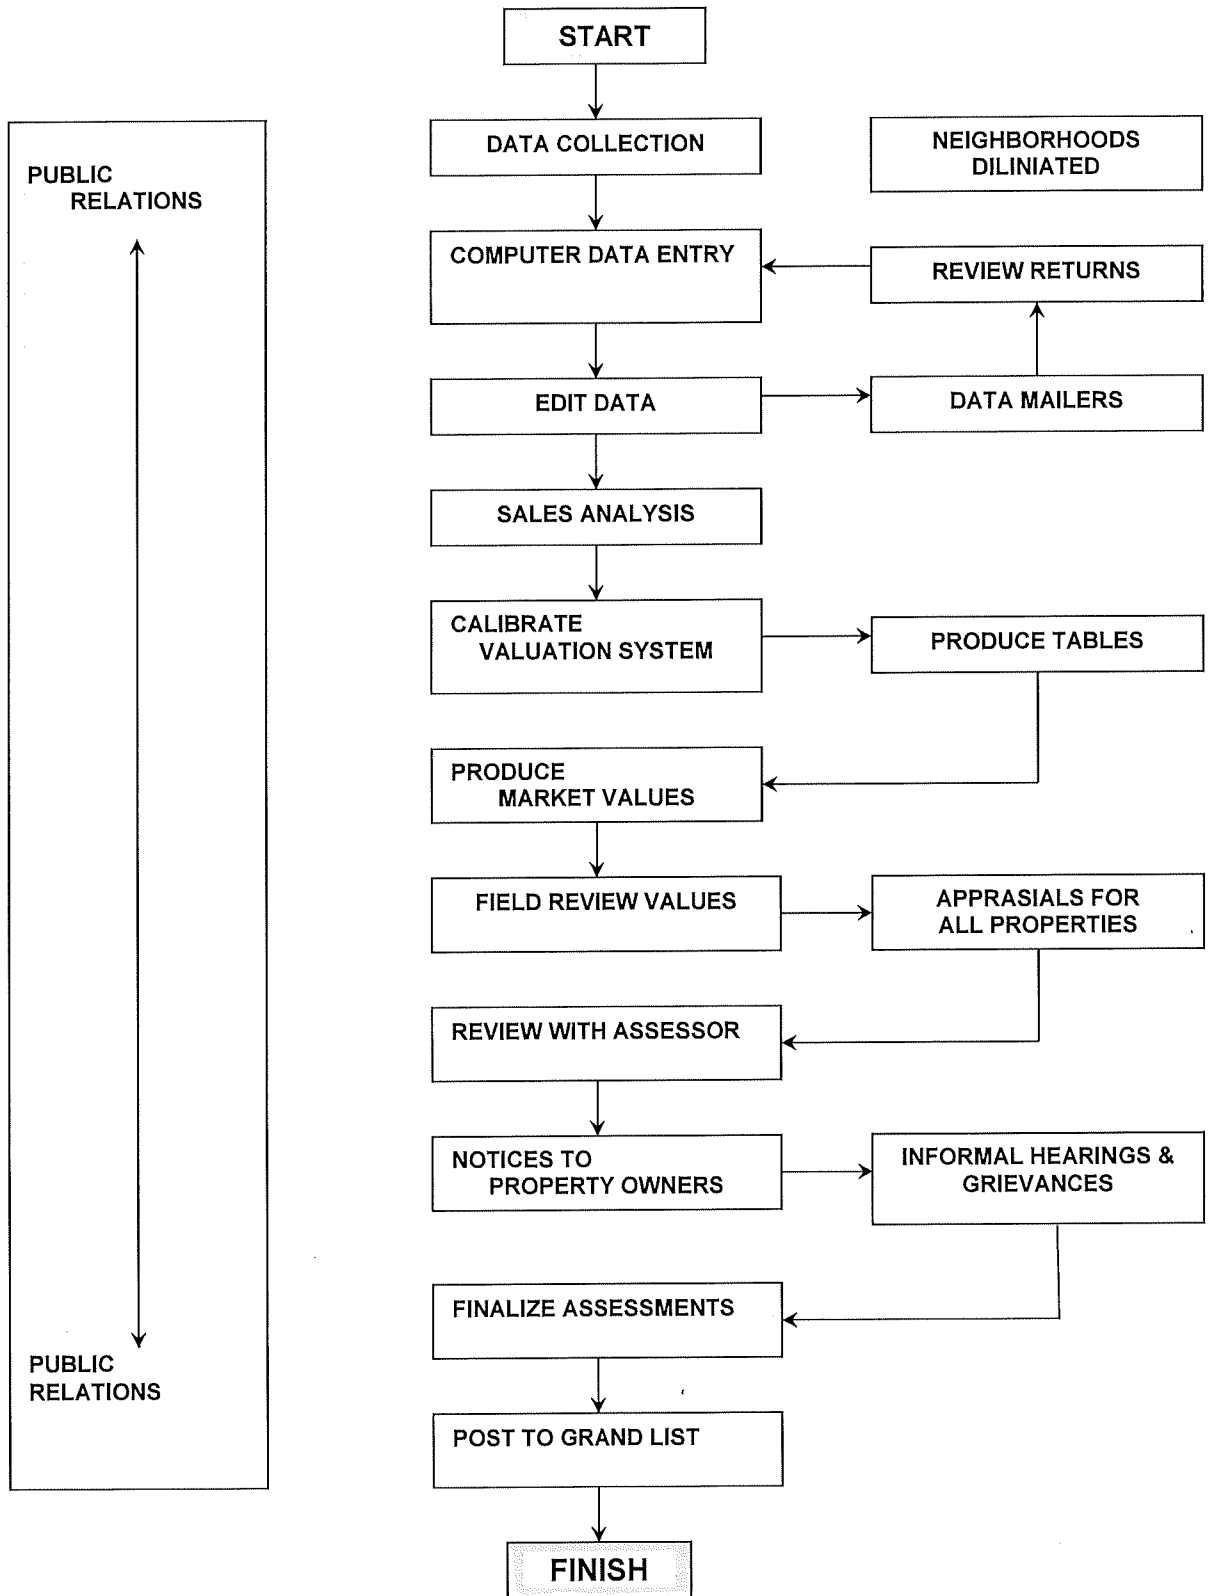 START
DATA COLLECTION
NEIGHBORHOODS
DILINIATED
PUBLIC
RELATIONS
COMPUTER DATA ENTRY
REVIEW RETURNS
EDIT DATA
DATA MAILERS
SALES ANALYSIS
CALIBRATE
VALUATION SYSTEM
PRODUCE TABLES
PRODUCE
MARKET VALUES
FIELD REVIEW VALUES
APPRASIALS FOR
ALL PROPERTIES
REVIEW WITH ASSESSOR
NOTICES TO
PROPERTY OWNERS
INFORMAL HEARINGS &
GRIEVANCES
FINALIZE ASSESSMENTS
PUBLIC
RELATIONS
POST TO GRAND LIST
FINISH